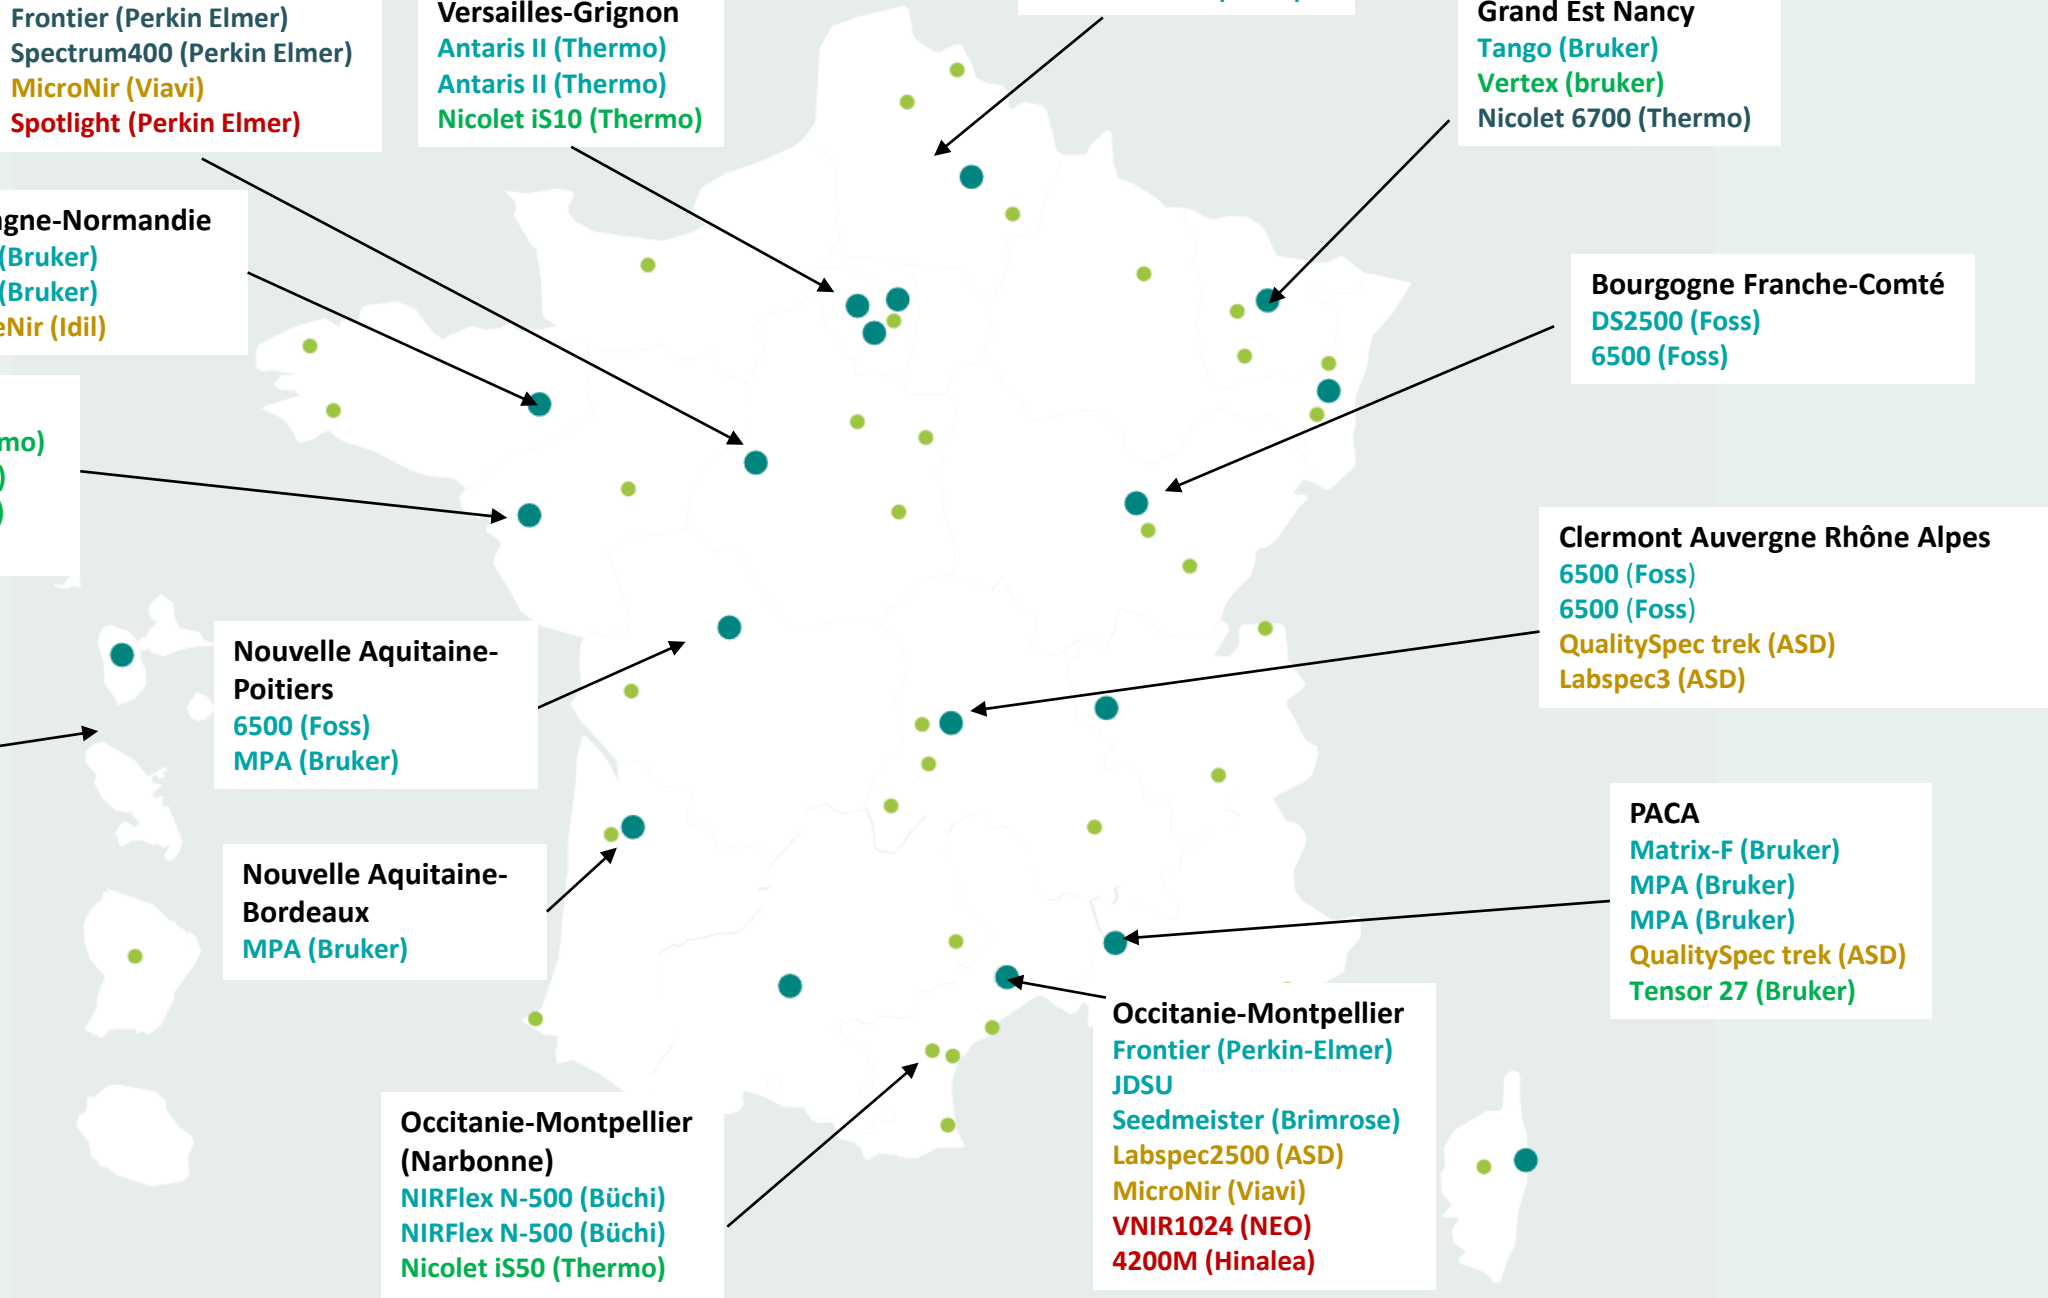 Frontier (Perkin Elmer)
Spectrum400 (Perkin Elmer)
MicroNir (Viavi)
Spotlight (Perkin Elmer)
Versailles-Grignon
Antaris II (Thermo)
Antaris II (Thermo)
Nicolet iS10 (Thermo)
Grand Est Nancy
Tango (Bruker)
Vertex (bruker)
Nicolet 6700 (Thermo)
agne-Normandie
(Bruker)
(Bruker)
eNir (Idil)
mo)
)
)
Bourgogne Franche-Comté
DS2500 (Foss)
6500 (Foss)
Clermont Auvergne Rhône Alpes
6500 (Foss)
6500 (Foss)
QualitySpec trek (ASD)
Labspec3 (ASD)
Nouvelle Aquitaine-
Poitiers
6500 (Foss)
MPA (Bruker)
Nouvelle Aquitaine-
Bordeaux
MPA (Bruker)
PACA
Matrix-F (Bruker)
MPA (Bruker)
MPA (Bruker)
QualitySpec trek (ASD)
Tensor 27 (Bruker)
Occitanie-Montpellier
(Narbonne)
NIRFlex N-500 (Büchi)
NIRFlex N-500 (Büchi)
Nicolet iS50 (Thermo)
Occitanie-Montpellier
Frontier (Perkin-Elmer)
JDSU
Seedmeister (Brimrose)
Labspec2500 (ASD)
MicroNir (Viavi)
VNIR1024 (NEO)
4200M (Hinalea)